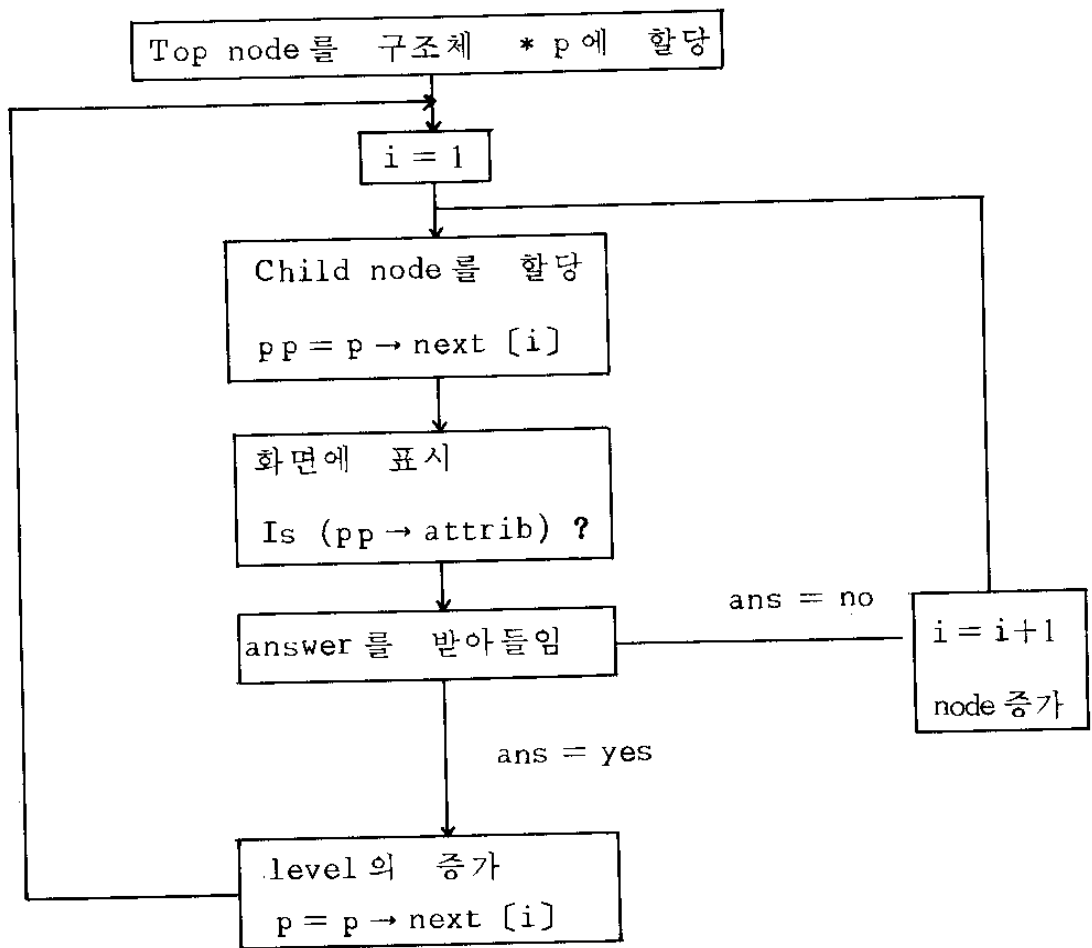 Top node를 구조체 * p에 할당
i = 1
Child node를 할당
pp = p → next [i]
화면에 표시
Is (pp → attrib) ?
ans = no
answer를 받아들임
i = i+1
node 증가
ans = yes
level의 증가
p = p → next [i]